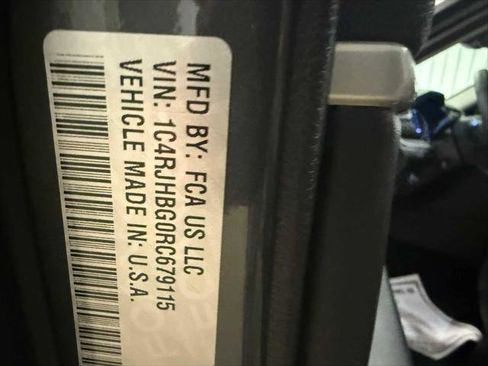 MFD BY: FCA US LLC
VIN: 1C4RJHBG0RC679115
VEHICLE MADE IN: U.S.A.